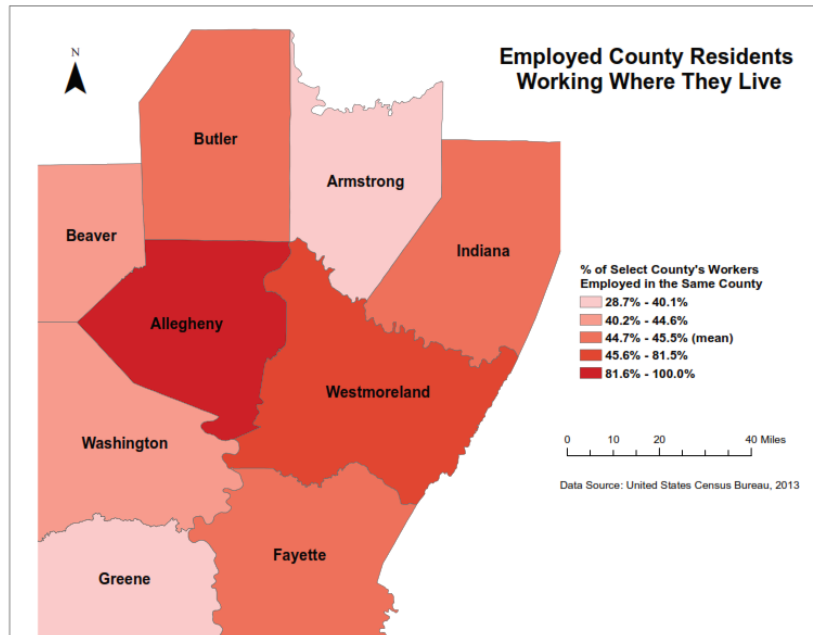 N
Employed County Residents
Working Where They Live
Butler
Armstrong
Beaver
Indiana
% of Select County's Workers
Employed in the Same County
28.7% - 40.1%
40.2% - 44.6%
44.7% - 45.5% (mean)
45.6% - 81.5%
81.6% - 100.0%
Allegheny
Westmoreland
Washington
0 10 20 40 Miles
Data Source: United States Census Bureau, 2013
Fayette
Greene